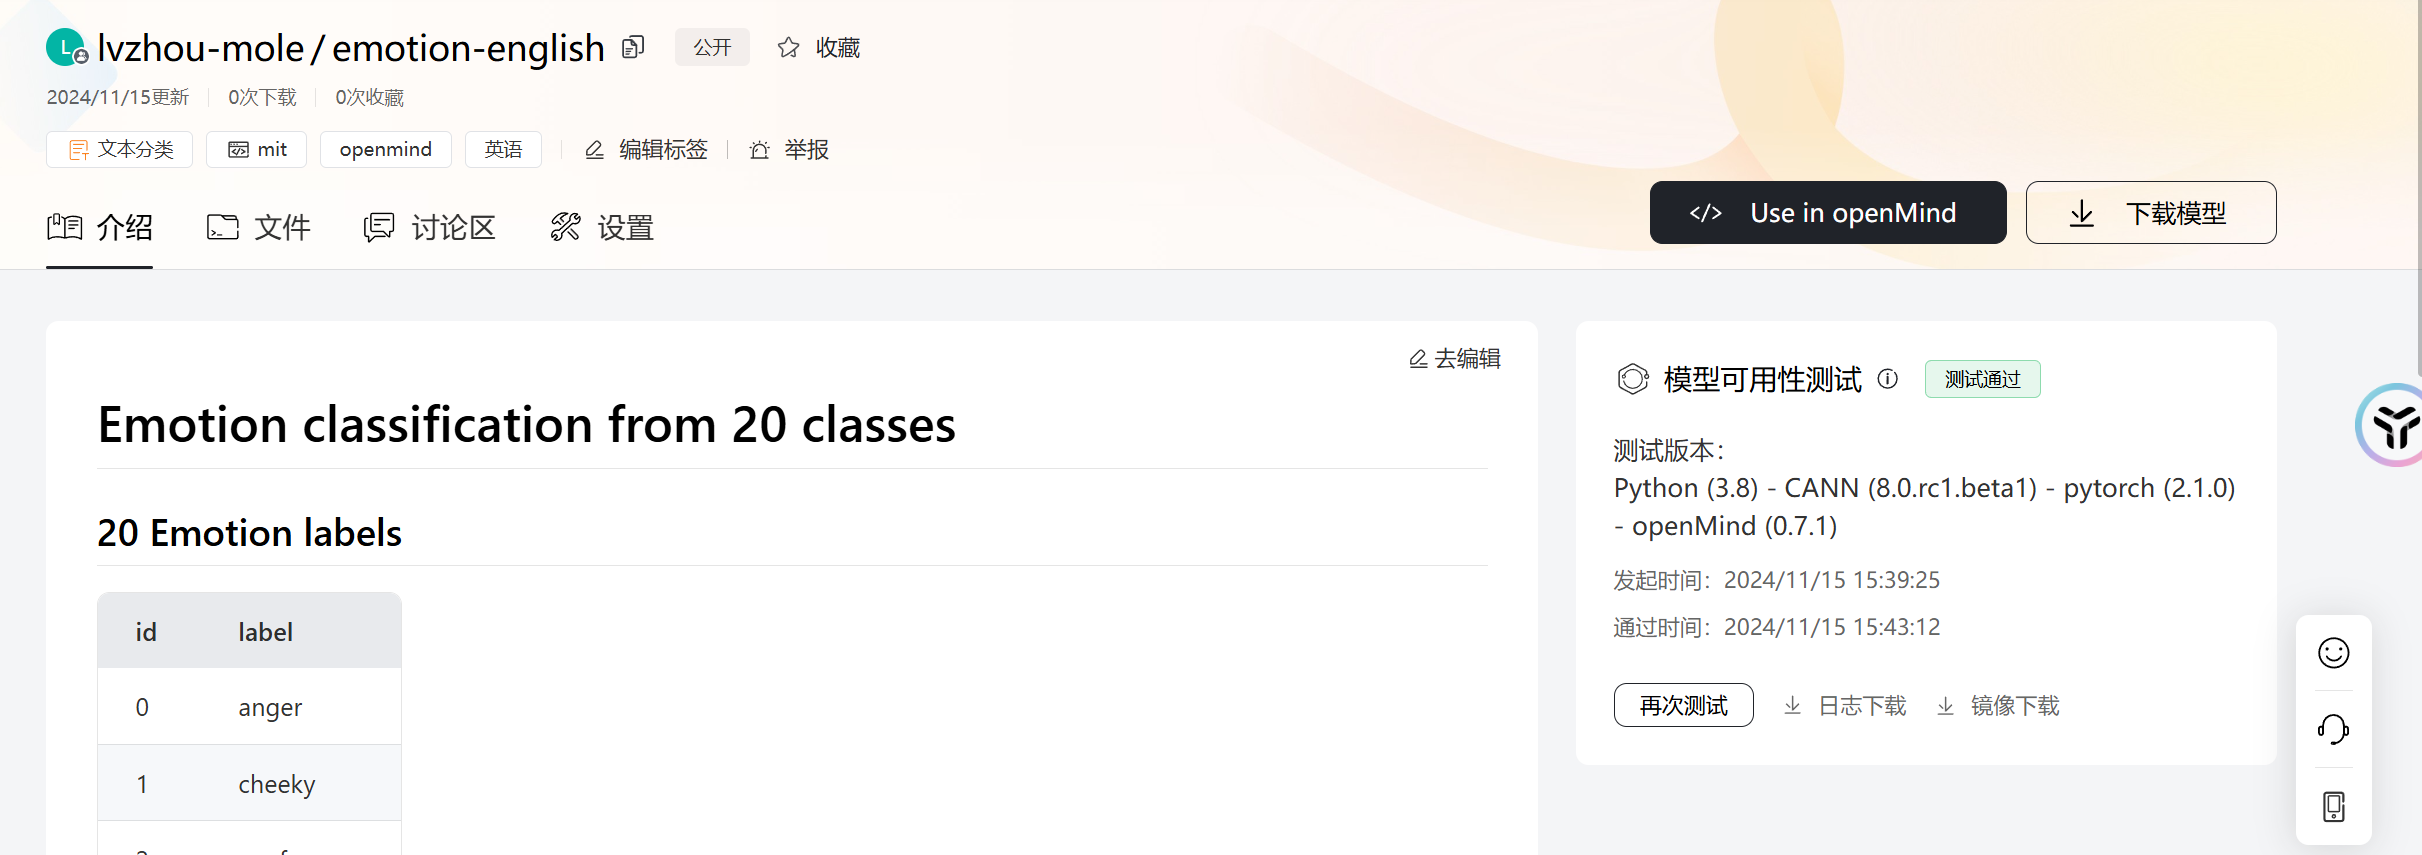 L lvzhou-mole / emotion-english 公开 收藏
2024/11/15更新 0次下载 0次收藏
文本分类 mit openmind 英语 编辑标签 举报
介绍 文件 讨论区 设置
</> Use in openMind 下载模型
去编辑
Emotion classification from 20 classes
20 Emotion labels
id label
0 anger
1 cheeky
模型可用性测试 测试通过
测试版本：
Python (3.8) - CANN (8.0.rc1.beta1) - pytorch (2.1.0)
- openMind (0.7.1)
发起时间：2024/11/15 15:39:25
通过时间：2024/11/15 15:43:12
再次测试 日志下载 镜像下载